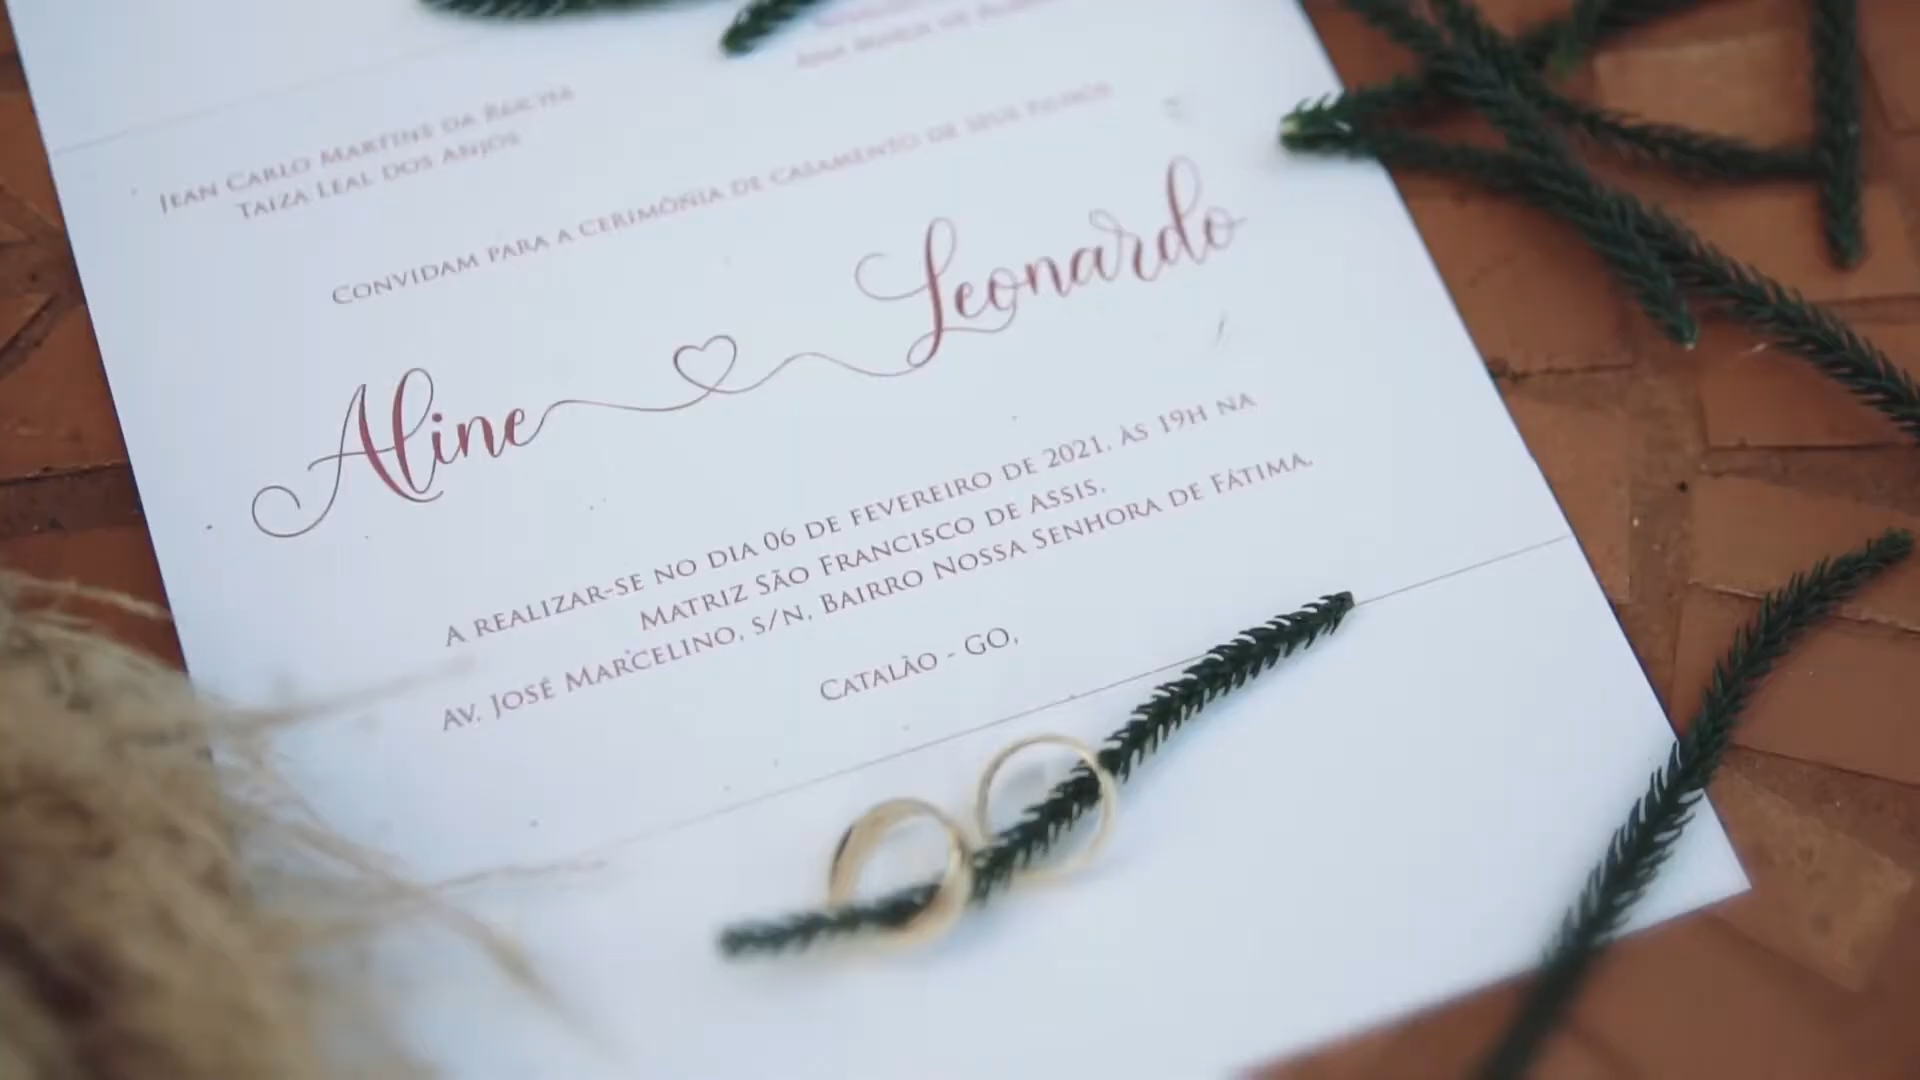 Jean Carlo Martins da
Taiza Leal dos Anjos
Convidam para a cerimônia de casamento de seus filhos
Aline Leonardo
a realizar-se no dia 06 de fevereiro de 2021, às 19h na
Matriz São Francisco de Assis,
Av. José Marcelino, s/n, Bairro Nossa Senhora de Fátima,
Catalão - GO,